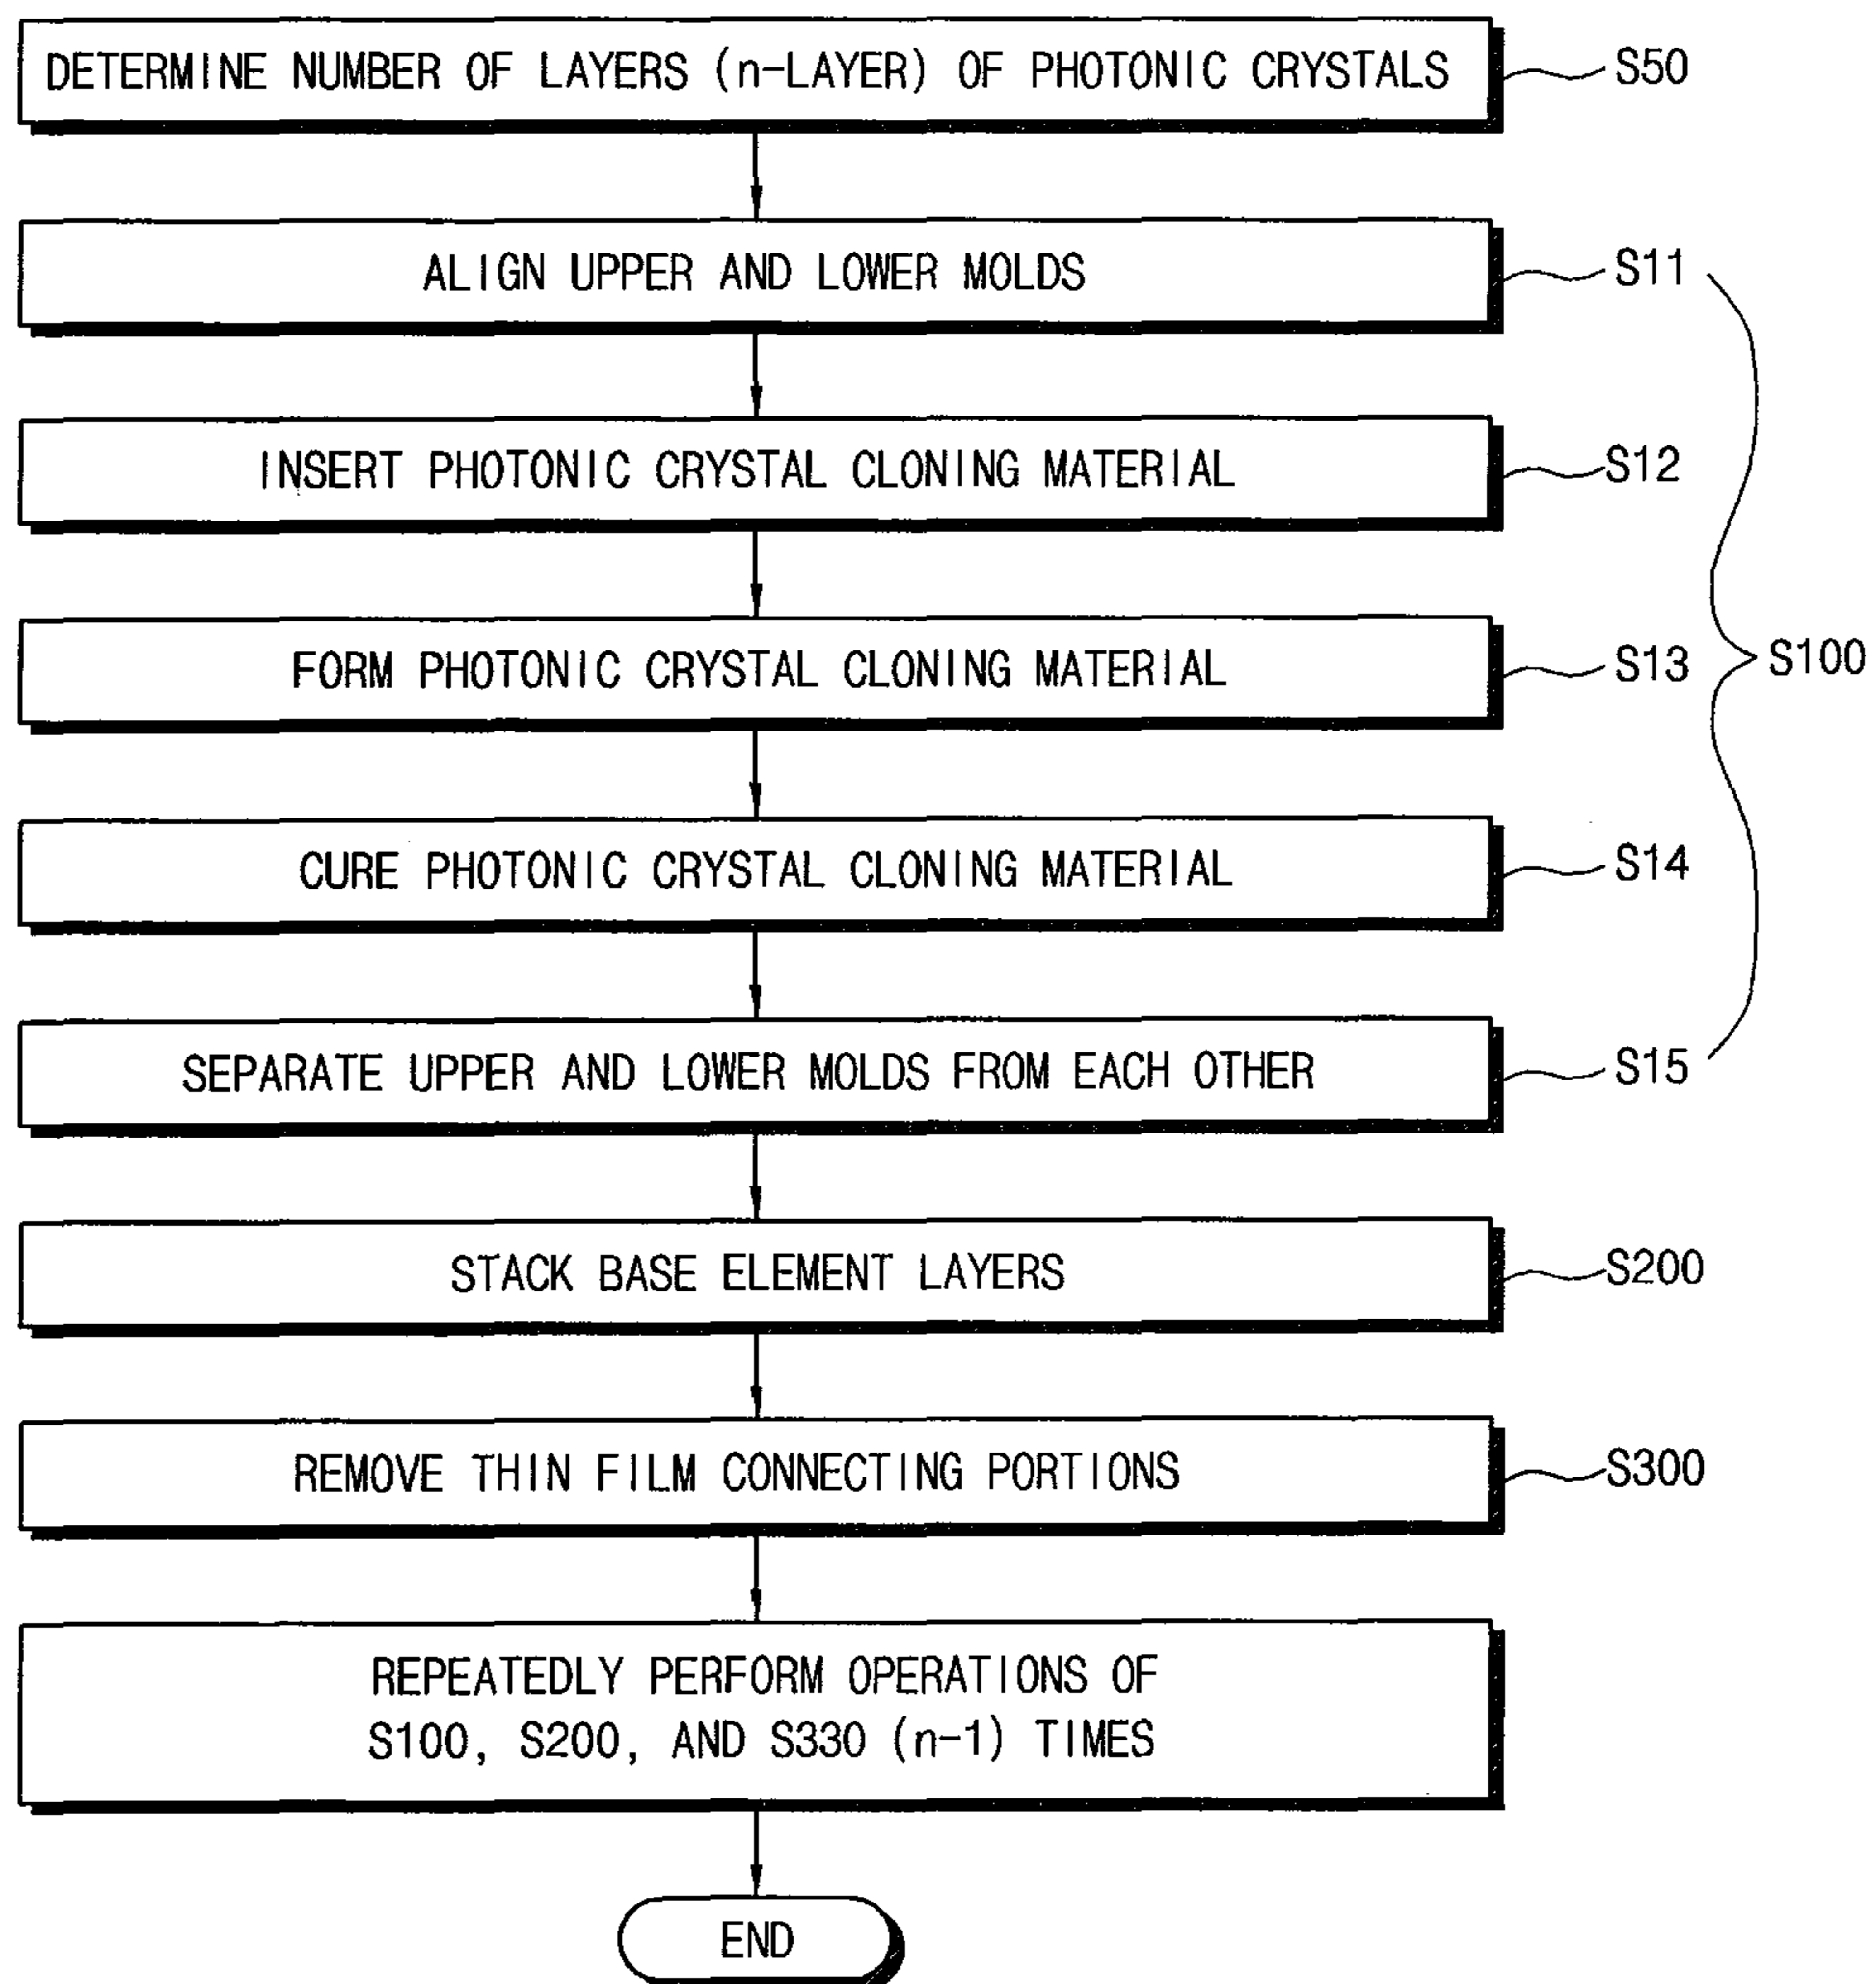 DETERMINE NUMBER OF LAYERS (n-LAYER) OF PHOTONIC CRYSTALS
S50
ALIGN UPPER AND LOWER MOLDS
S11
INSERT PHOTONIC CRYSTAL CLONING MATERIAL
S12
FORM PHOTONIC CRYSTAL CLONING MATERIAL
S13
S100
CURE PHOTONIC CRYSTAL CLONING MATERIAL
S14
SEPARATE UPPER AND LOWER MOLDS FROM EACH OTHER
S15
STACK BASE ELEMENT LAYERS
S200
REMOVE THIN FILM CONNECTING PORTIONS
S300
REPEATEDLY PERFORM OPERATIONS OF
S100, S200, AND S330 (n-1) TIMES
END